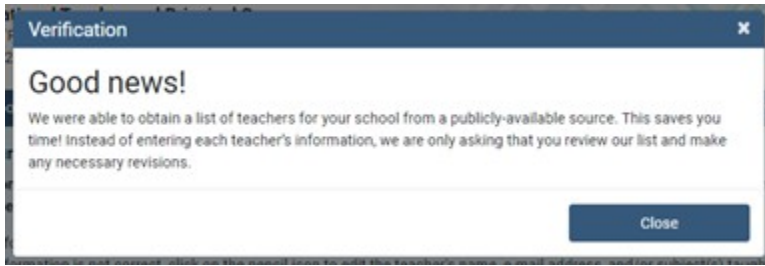 Verification
Good news!
We were able to obtain a list of teachers for your school from a publicly-available source. This saves you
time! Instead of entering each teacher's information, we are only asking that you review our list and make
any necessary revisions.
Close